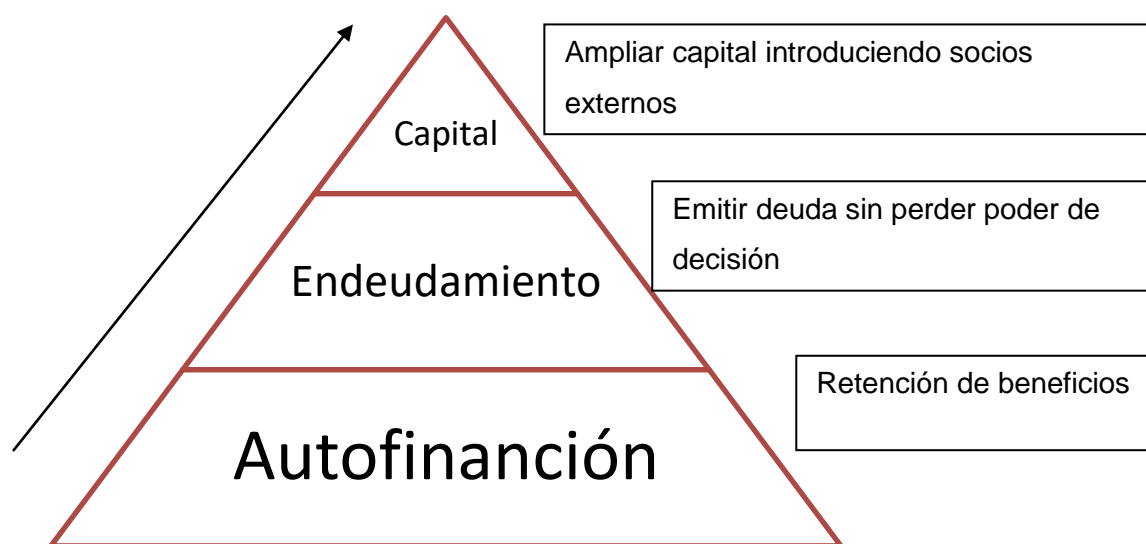 Capital
Ampliar capital introduciendo socios
externos
Endeudamiento
Emitir deuda sin perder poder de
decisión
Autofinanción
Retención de beneficios